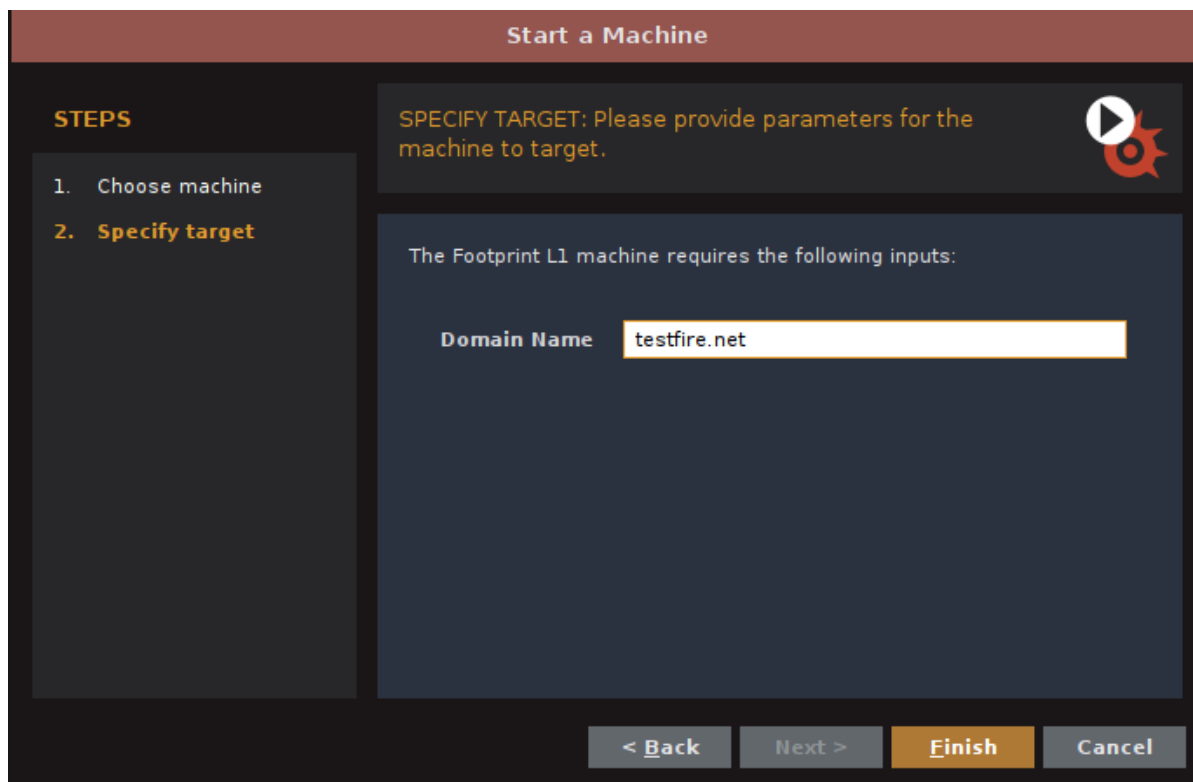 Start a Machine
STEPS
1. Choose machine
2. Specify target
SPECIFY TARGET: Please provide parameters for the
machine to target.
The Footprint L1 machine requires the following inputs:
Domain Name testfire.net
< Back Next > Finish Cancel